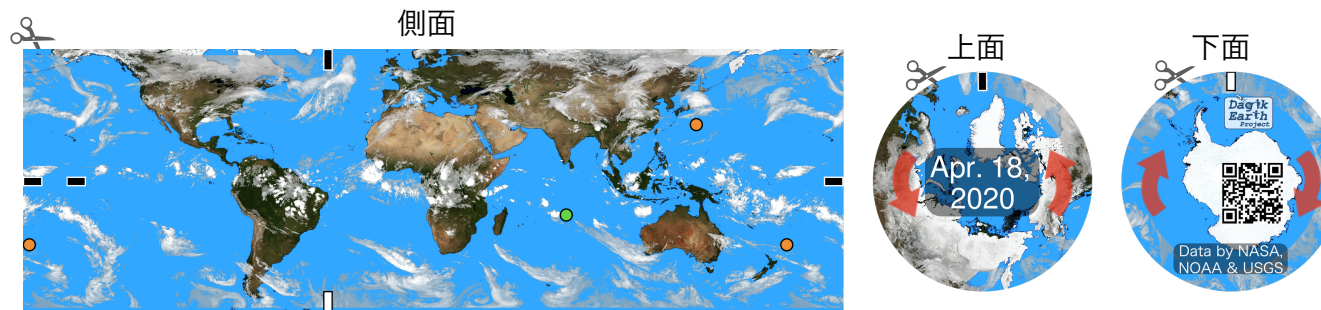 側面
上面
下面
Apr. 18,
2020
Dagik
Earth
Project
Data by NASA,
NOAA & USGS